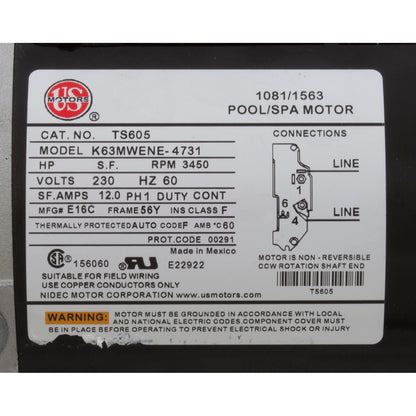 US
MOTORS
®
1081/1563
POOL/SPA MOTOR
CAT. NO. TS605
MODEL K63MWENE-4731
HP S.F. RPM 3450
VOLTS 230 HZ 60
SF.AMPS 12.0 PH1 DUTY CONT
MFG# E16C FRAME 56Y INS CLASS F
THERMALLY PROTECTED AUTO CODE F AMB °C 60
PROT.CODE 00291
Made in Mexico
156060 E22922
SUITABLE FOR FIELD WIRING
USE COPPER CONDUCTORS ONLY
NIDEC MOTOR CORPORATION www.usmotors.com
CONNECTIONS
LINE
1
6
4
LINE
MOTOR IS NON - REVERSIBLE
CCW ROTATION SHAFT END
TS605
WARNING: MOTOR MUST BE GROUNDED IN ACCORDANCE WITH LOCAL
AND NATIONAL ELECTRIC CODES.COMPONENT COVER MUST
BE IN PLACE BEFORE OPERATING TO PREVENT ELECTRICAL SHOCK OR INJURY